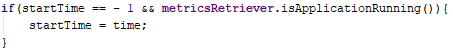 if(startTime == - 1 && metricsRetriever.isApplicationRunning()){
    startTime = time;
}